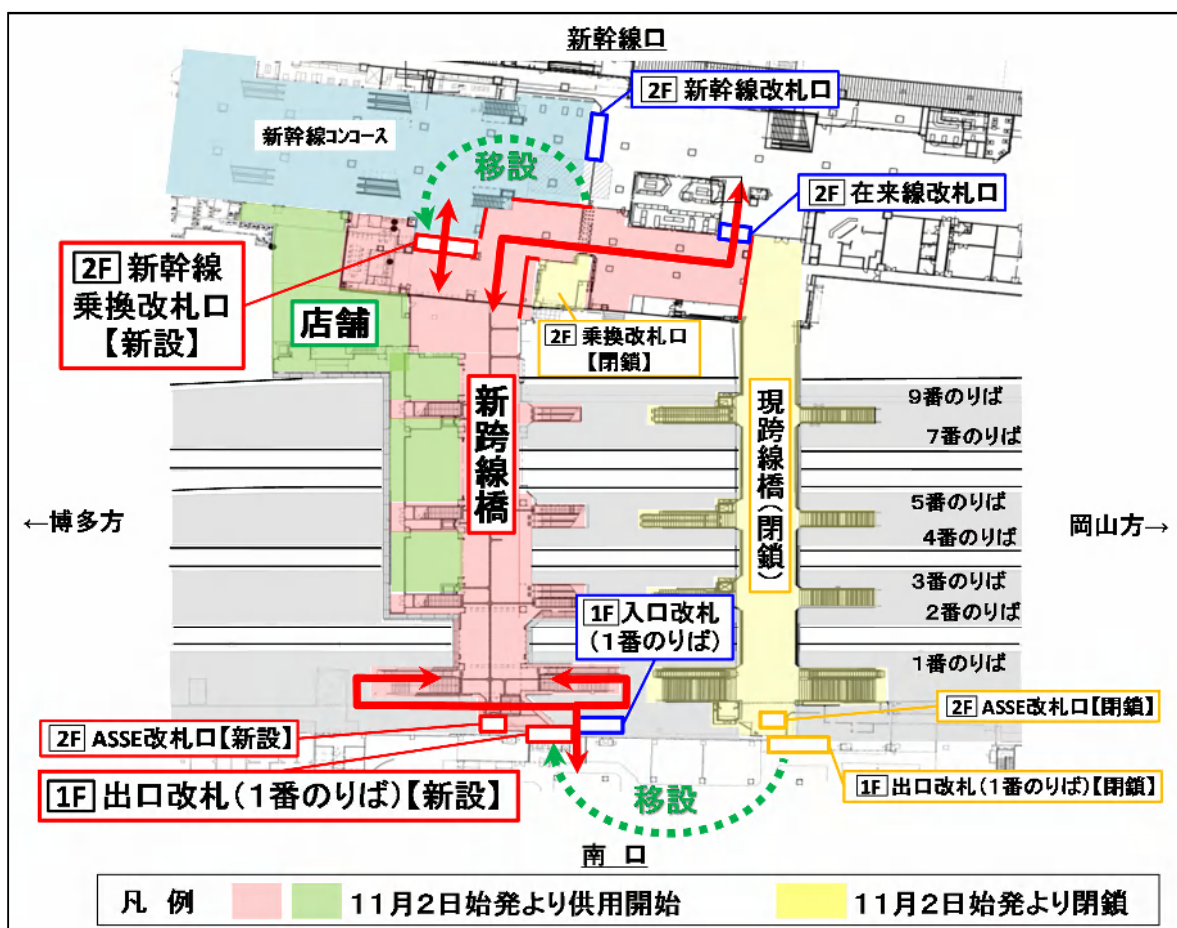 新幹線口
2F 新幹線改札口
新幹線コンコース
移設
2F 在来線改札口
2F 新幹線
乗換改札口
【新設】
店舗
2F 乗換改札口
【閉鎖】
新跨線橋
現跨線橋(閉鎖)
9番のりば
7番のりば
5番のりば
4番のりば
←博多方
岡山方→
3番のりば
2番のりば
1F 入口改札
(1番のりば)
1番のりば
2F ASSE改札口【新設】
2F ASSE改札口【閉鎖】
1F 出口改札(1番のりば)【新設】
1F 出口改札(1番のりば)【閉鎖】
移設
南 口
凡 例
11月2日始発より供用開始
11月2日始発より閉鎖